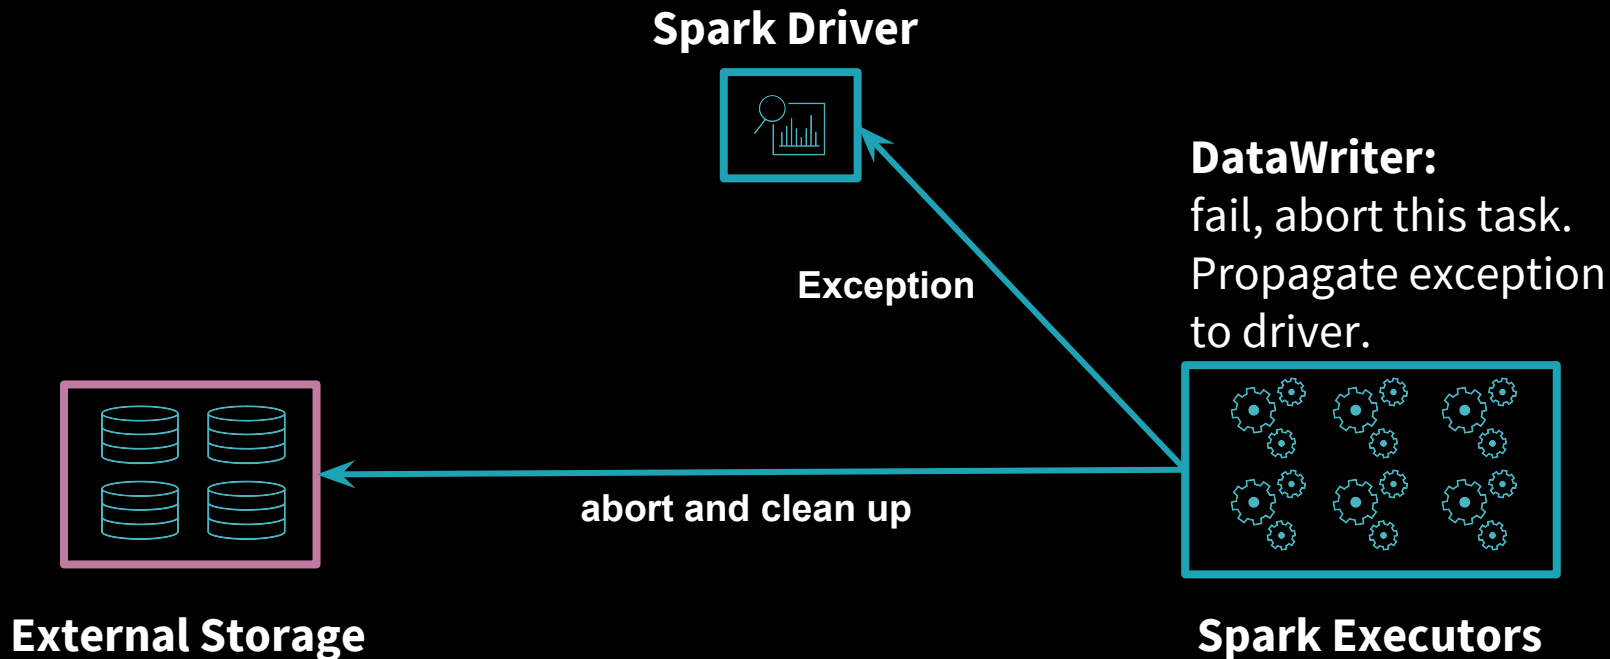 Spark Driver
DataWriter:
fail, abort this task.
Propagate exception
to driver.
Exception
abort and clean up
External Storage
Spark Executors